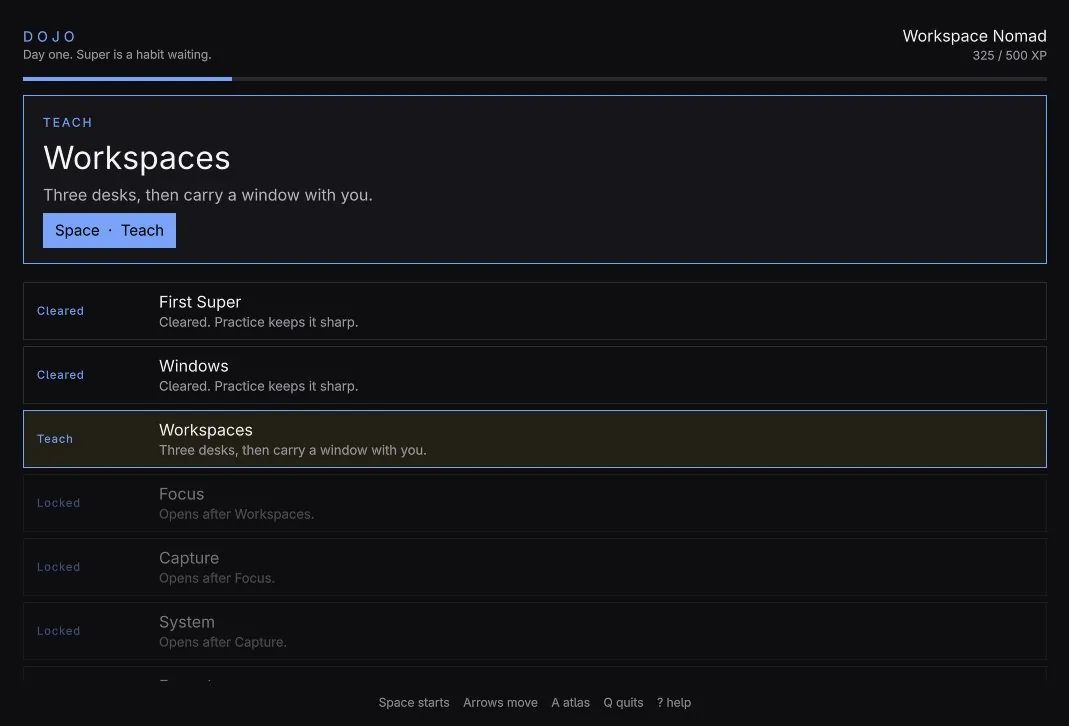 DOJO
Day one. Super is a habit waiting.
Workspace Nomad
325 / 500 XP
TEACH
Workspaces
Three desks, then carry a window with you.
Space · Teach
Cleared
First Super
Cleared. Practice keeps it sharp.
Cleared
Windows
Cleared. Practice keeps it sharp.
Teach
Workspaces
Three desks, then carry a window with you.
Locked
Focus
Opens after Workspaces.
Locked
Capture
Opens after Focus.
Locked
System
Opens after Capture.
Space starts Arrows move A atlas Q quits ? help